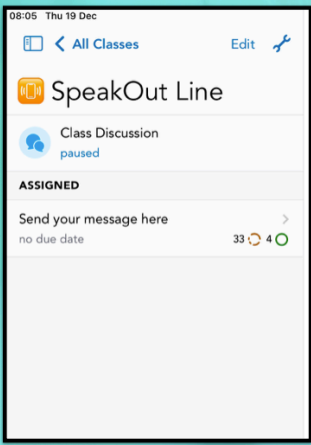 08:05 Thu 19 Dec
All Classes Edit
SpeakOut Line
Class Discussion
paused
ASSIGNED
Send your message here
no due date 33 4